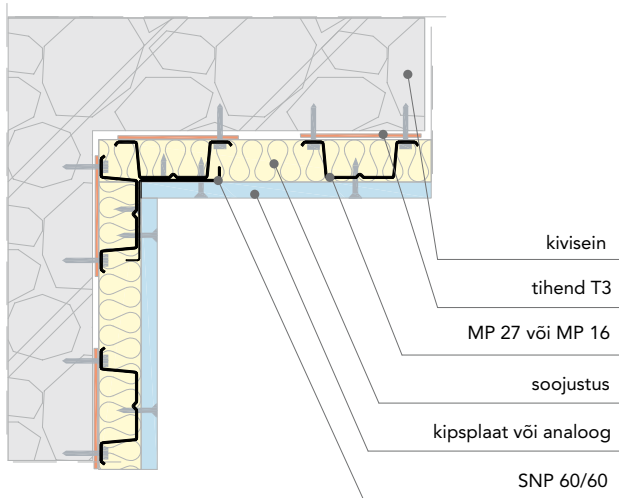 kivisein
tihend T3
MP 27 või MP 16
soojustus
kipsplaat või analoog
SNP 60/60